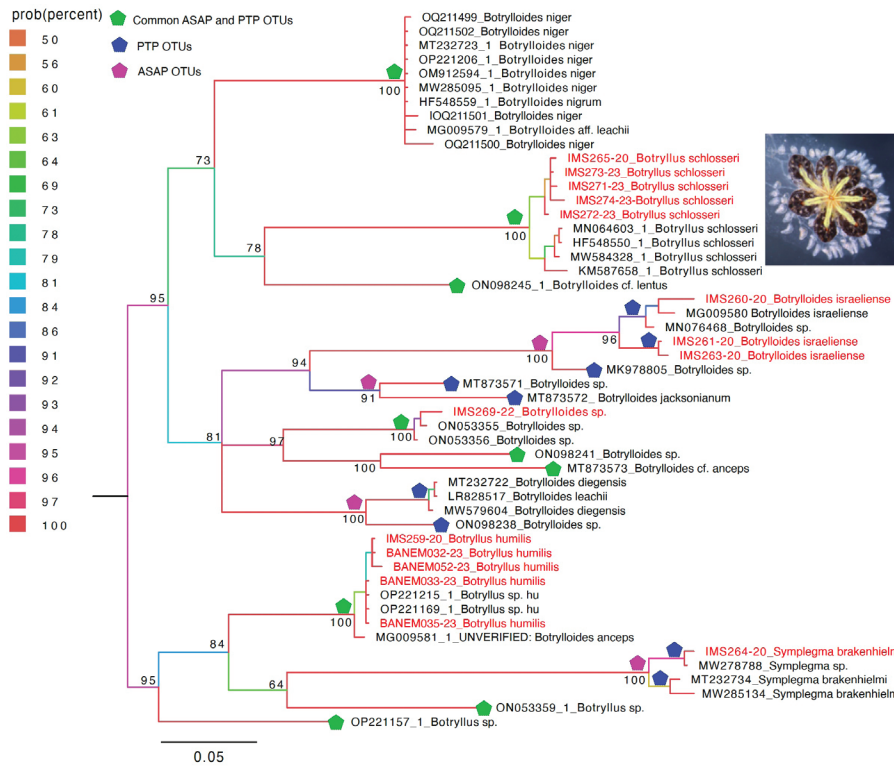 prob(percent)
50
56
60
61
63
64
69
73
78
79
81
84
86
91
92
93
94
95
96
97
100
Common ASAP and PTP OTUs
PTP OTUs
ASAP OTUs
OQ211499_Botrylloides niger
OQ211502_Botrylloides niger
MT232723_1 Botrylloides niger
OP221206_1_Botrylloides niger
OM912594_1_Botrylloides niger
MW285095_1_Botrylloides niger
HF548559_1_Botrylloides nigrum
IOQ211501_Botrylloides niger
MG009579_1_Botrylloides aff. leachii
OQ211500_Botrylloides niger
100
73
IMS265-20_Botryllus schlosseri
IMS273-23_Botryllus schlosseri
IMS271-23_Botryllus schlosseri
IMS274-23-Botryllus schlosseri
IMS272-23_Botryllus schlosseri
100
MN064603_1_Botryllus schlosseri
HF548550_1_Botryllus schlosseri
MW584328_1_Botryllus schlosseri
KM587658_1_Botryllus schlosseri
78
ON098245_1_Botrylloides cf. lentus
95
IMS260-20_Botrylloides israeliense
MG009580 Botrylloides israeliense
MN076468_Botrylloides sp.
96
IMS261-20_Botrylloides israeliense
IMS263-20_Botrylloides israeliense
100
94
MK978805_Botrylloides sp.
MT873571_Botrylloides sp.
91
MT873572_Botrylloides jacksonianum
IMS269-22_Botrylloides sp.
ON053355_Botrylloides sp.
100
ON053356_Botrylloides sp.
81
97
ON098241_Botrylloides sp.
100
MT873573_Botrylloides cf. anceps
MT232722_Botrylloides diegensis
LR828517_Botrylloides leachii
MW579604_Botrylloides diegensis
100
ON098238_Botrylloides sp.
IMS259-20_Botryllus humilis
BANEM032-23_Botryllus humilis
BANEM052-23_Botryllus humilis
BANEM033-23_Botryllus humilis
OP221215_1_Botryllus sp. hu
OP221169_1_Botryllus sp. hu
100
BANEM035-23_Botryllus humilis
MG009581_1_UNVERIFIED: Botrylloides anceps
84
IMS264-20_Symplegma brakenhielm
MW278788_Symplegma sp.
100
MT232734_Symplegma brakenhielmi
64
MW285134_Symplegma brakenhielm
95
ON053359_1_Botryllus sp.
OP221157_1_Botryllus sp.
0.05